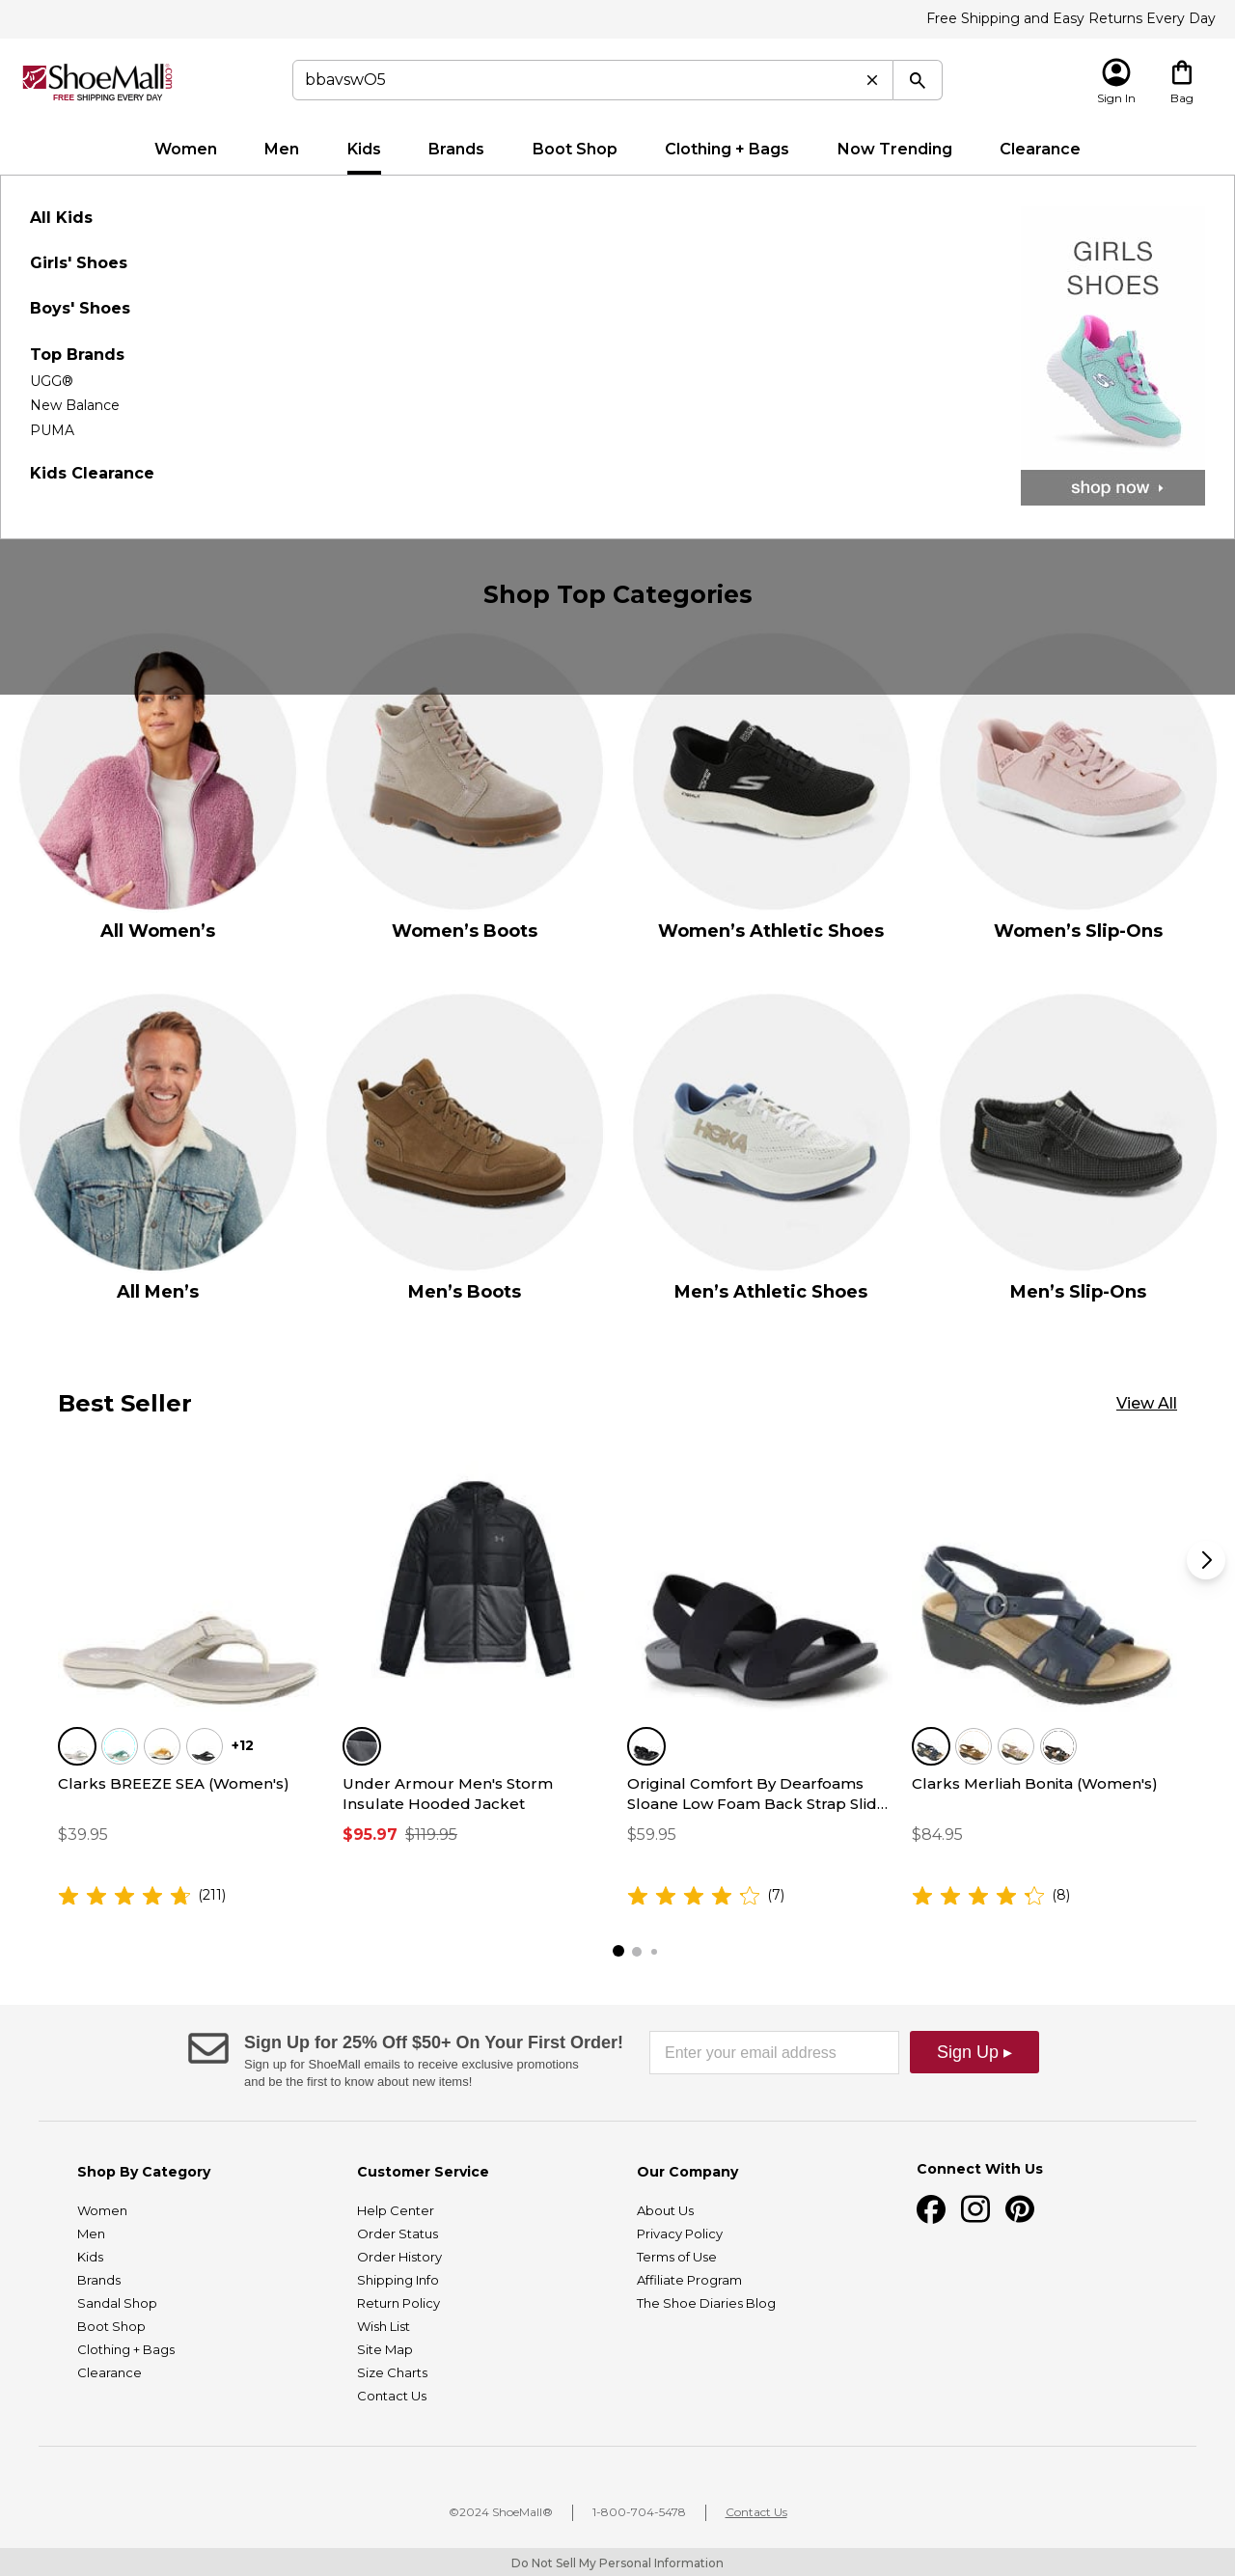 Free Shipping and Easy Returns Every Day
ShoeMall.com
FREE SHIPPING EVERY DAY
bbavswO5
Sign In
Bag
Women
Men
Kids
Brands
Boot Shop
Clothing + Bags
Now Trending
Clearance
All Kids
Girls' Shoes
Boys' Shoes
Top Brands
UGG®
New Balance
PUMA
Kids Clearance
GIRLS
SHOES
shop now
Shop Top Categories
All Women’s
Women’s Boots
Women’s Athletic Shoes
Women’s Slip-Ons
HOKA
All Men’s
Men’s Boots
Men’s Athletic Shoes
Men’s Slip-Ons
Best Seller
View All
+12
Clarks BREEZE SEA (Women's)
$39.95
(211)
Under Armour Men's Storm
Insulate Hooded Jacket
$95.97 $119.95
Original Comfort By Dearfoams
Sloane Low Foam Back Strap Slid...
$59.95
(7)
Clarks Merliah Bonita (Women's)
$84.95
(8)
Sign Up for 25% Off $50+ On Your First Order!
Sign up for ShoeMall emails to receive exclusive promotions
and be the first to know about new items!
Enter your email address
Sign Up ▸
Shop By Category
Women
Men
Kids
Brands
Sandal Shop
Boot Shop
Clothing + Bags
Clearance
Customer Service
Help Center
Order Status
Order History
Shipping Info
Return Policy
Wish List
Site Map
Size Charts
Contact Us
Our Company
About Us
Privacy Policy
Terms of Use
Affiliate Program
The Shoe Diaries Blog
Connect With Us
©2024 ShoeMall®
1-800-704-5478
Contact Us
Do Not Sell My Personal Information